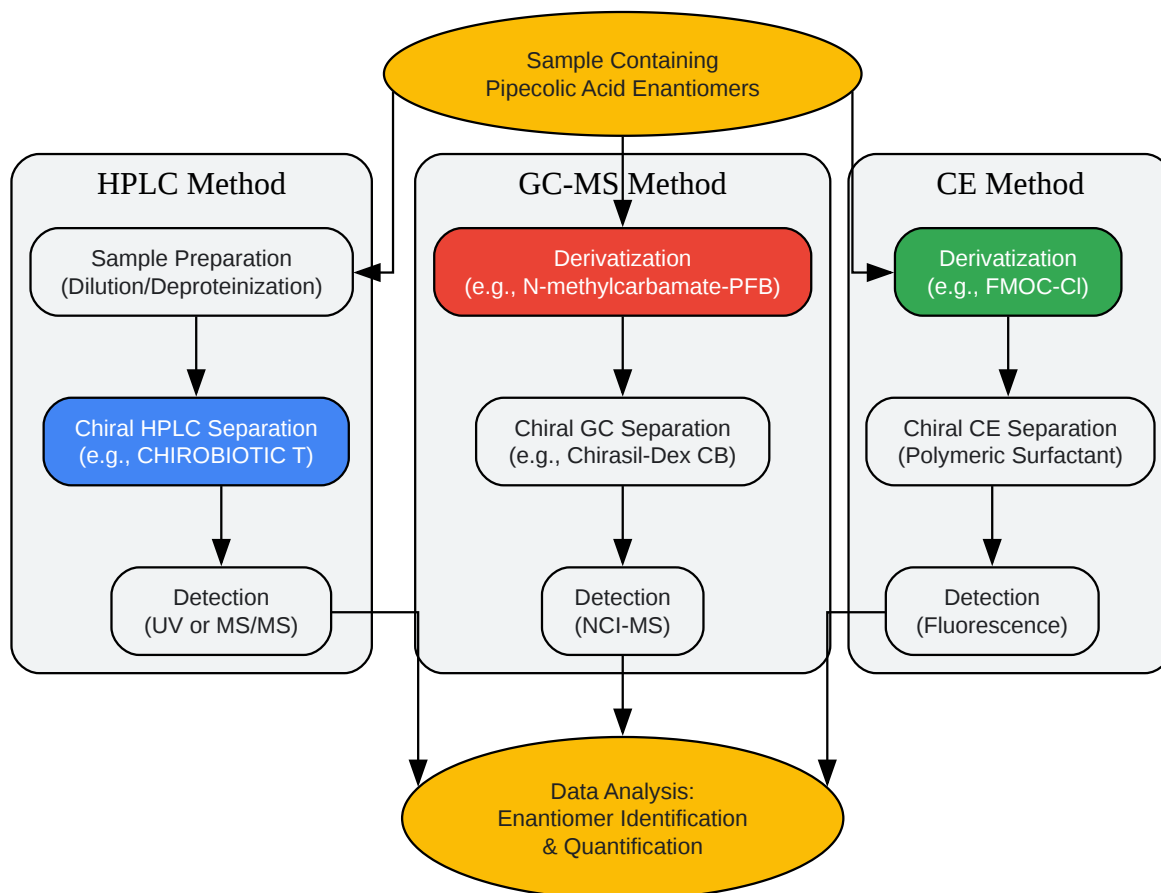 Sample Containing
Pipecolic Acid Enantiomers
HPLC Method
Sample Preparation
(Dilution/Deproteinization)
Chiral HPLC Separation
(e.g., CHIROBIOTIC T)
Detection
(UV or MS/MS)
GC-MS Method
Derivatization
(e.g., N-methylcarbamate-PFB)
Chiral GC Separation
(e.g., Chirasil-Dex CB)
Detection
(NCI-MS)
CE Method
Derivatization
(e.g., FMOC-Cl)
Chiral CE Separation
(Polymeric Surfactant)
Detection
(Fluorescence)
Data Analysis:
Enantiomer Identification
& Quantification